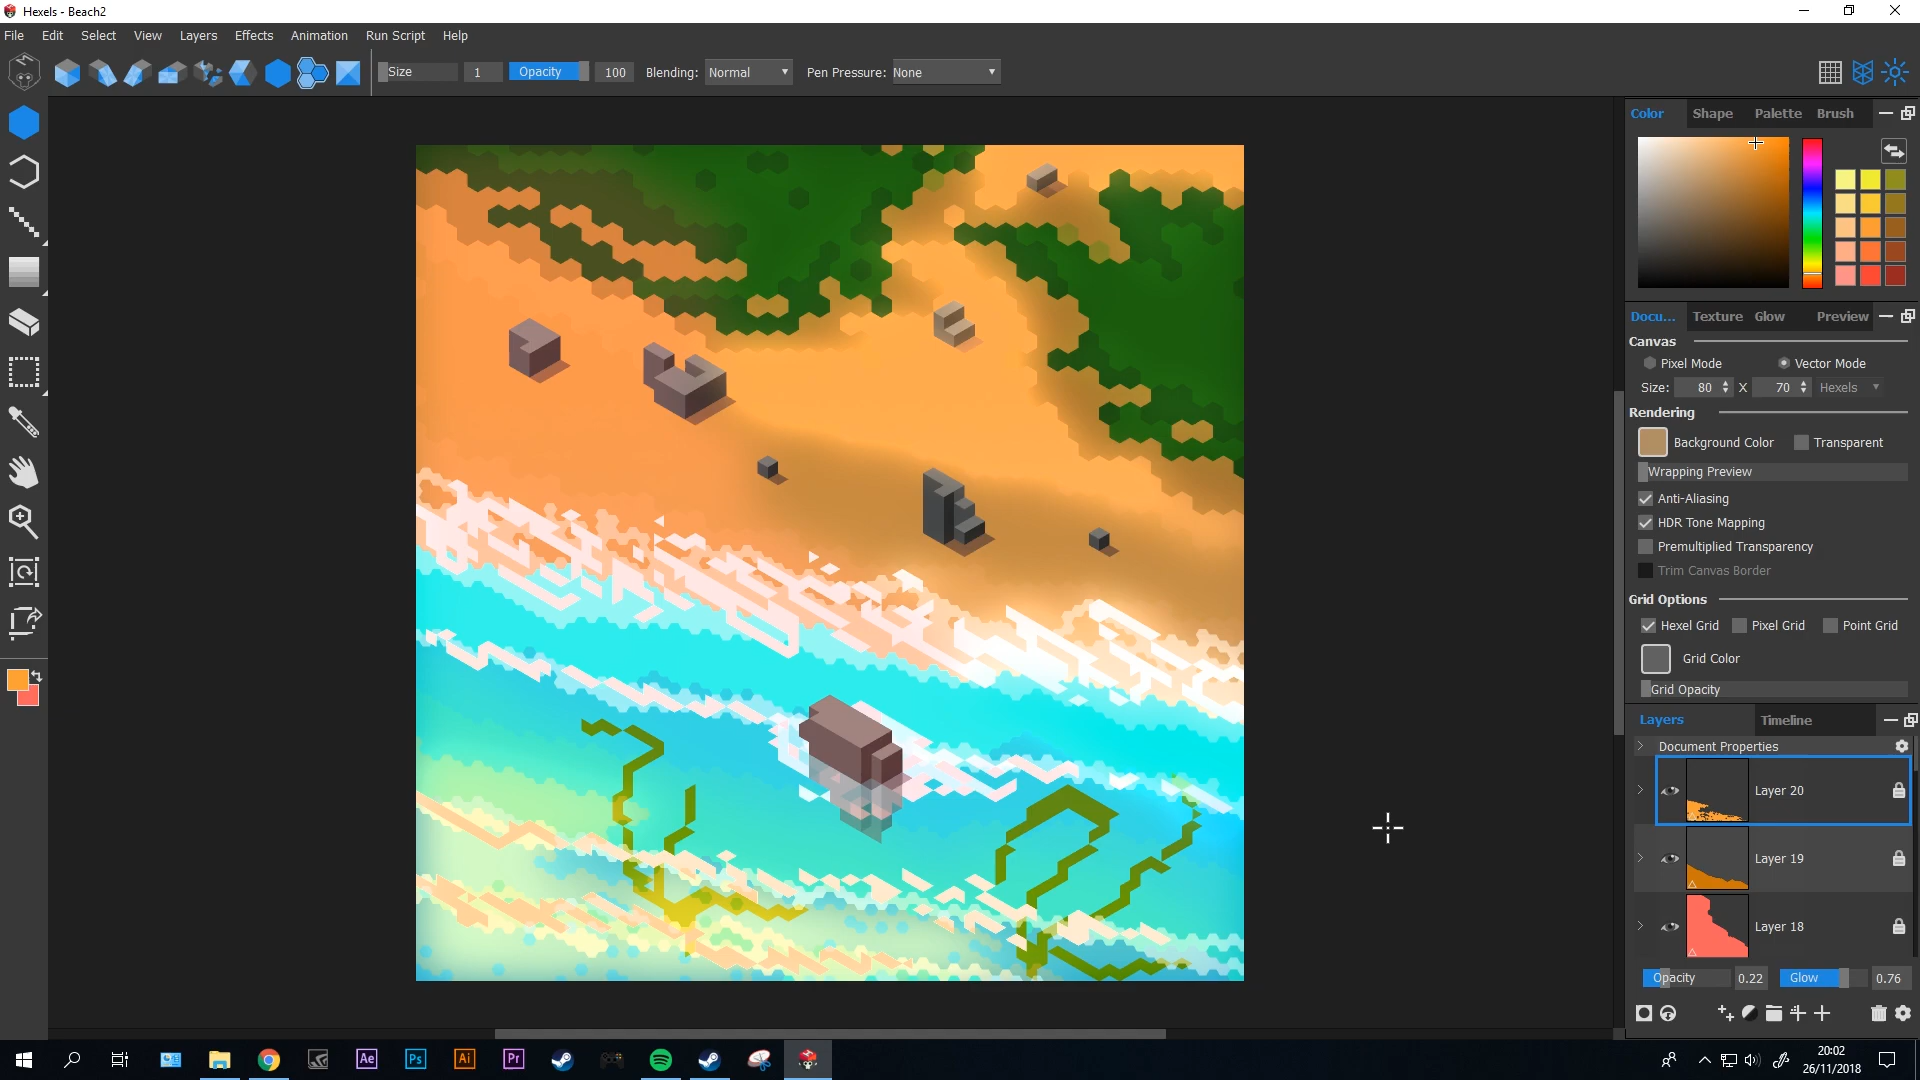 Hexels - Beach2
File Edit Select View Layers Effects Animation Run Script Help
Size 1 Opacity 100 Blending: Normal Pen Pressure: None
Color Shape Palette Brush
Docu... Texture Glow Preview
Canvas
Pixel Mode Vector Mode
Size: 80 X 70 Hexels
Rendering
Background Color Transparent
Wrapping Preview
Anti-Aliasing
HDR Tone Mapping
Premultiplied Transparency
Trim Canvas Border
Grid Options
Hexel Grid Pixel Grid Point Grid
Grid Color
Grid Opacity
Layers Timeline
Document Properties
Layer 20
Layer 19
Layer 18
Opacity 0.22 Glow 0.76
Ae Ps Ai Pr
20:02
26/11/2018